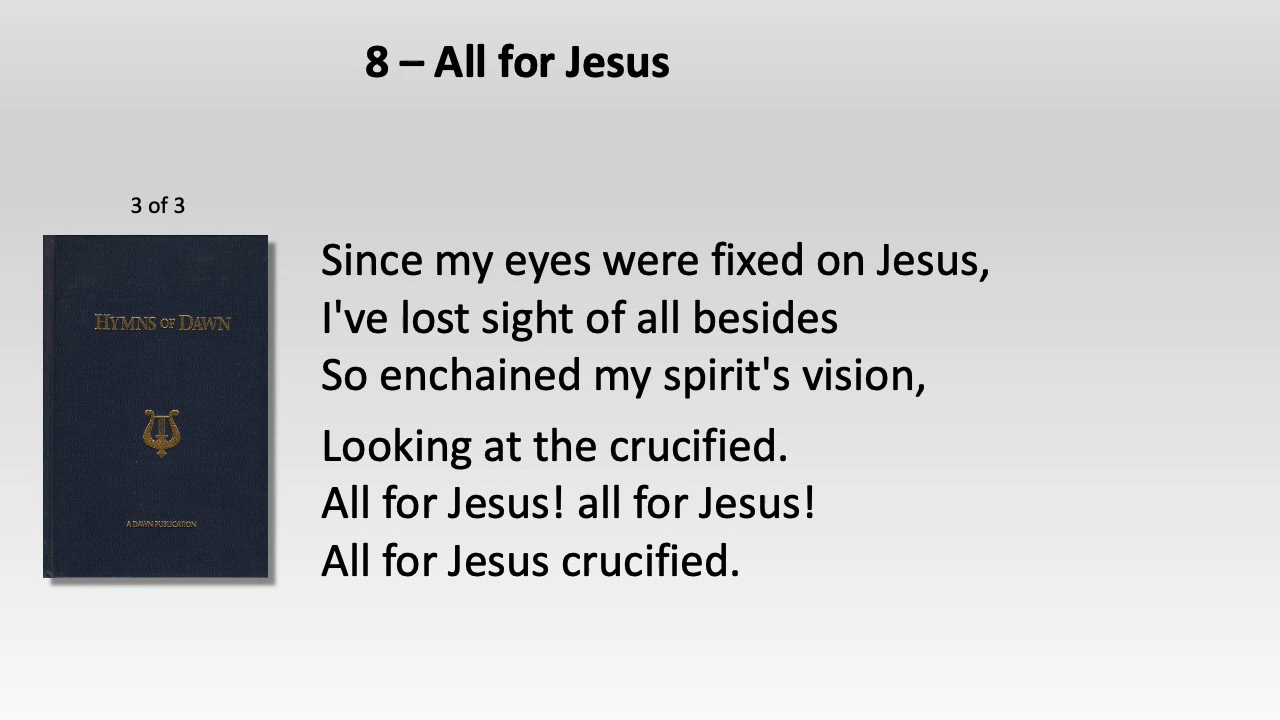 8 – All for Jesus
3 of 3
HYMNS OF DAWN
A DAWN PUBLICATION
Since my eyes were fixed on Jesus,
I've lost sight of all besides
So enchained my spirit's vision,
Looking at the crucified.
All for Jesus! all for Jesus!
All for Jesus crucified.